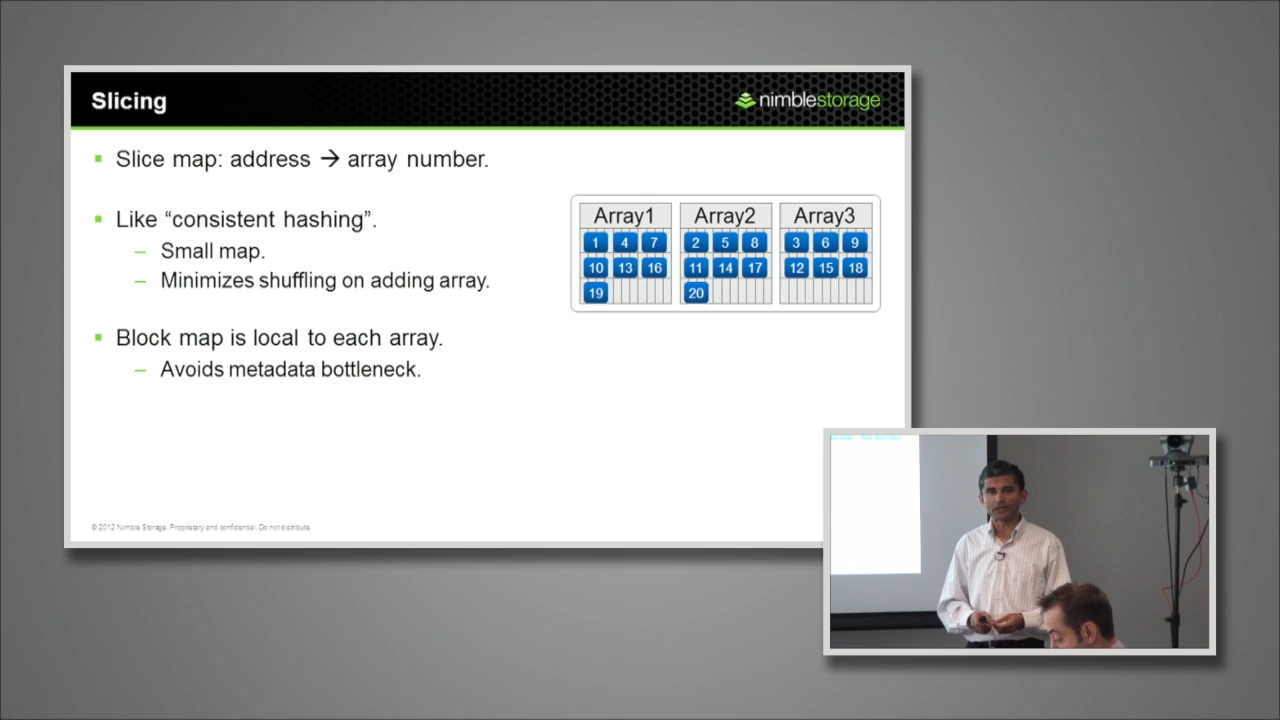 Slicing
nimblestorage
Slice map: address → array number.
Like “consistent hashing”.
– Small map.
– Minimizes shuffling on adding array.
Block map is local to each array.
– Avoids metadata bottleneck.
Array1 Array2 Array3
1 4 7 2 5 8 3 6 9
10 13 16 11 14 17 12 15 18
19 20
© 2012 Nimble Storage. Proprietary and confidential. Do not distribute.